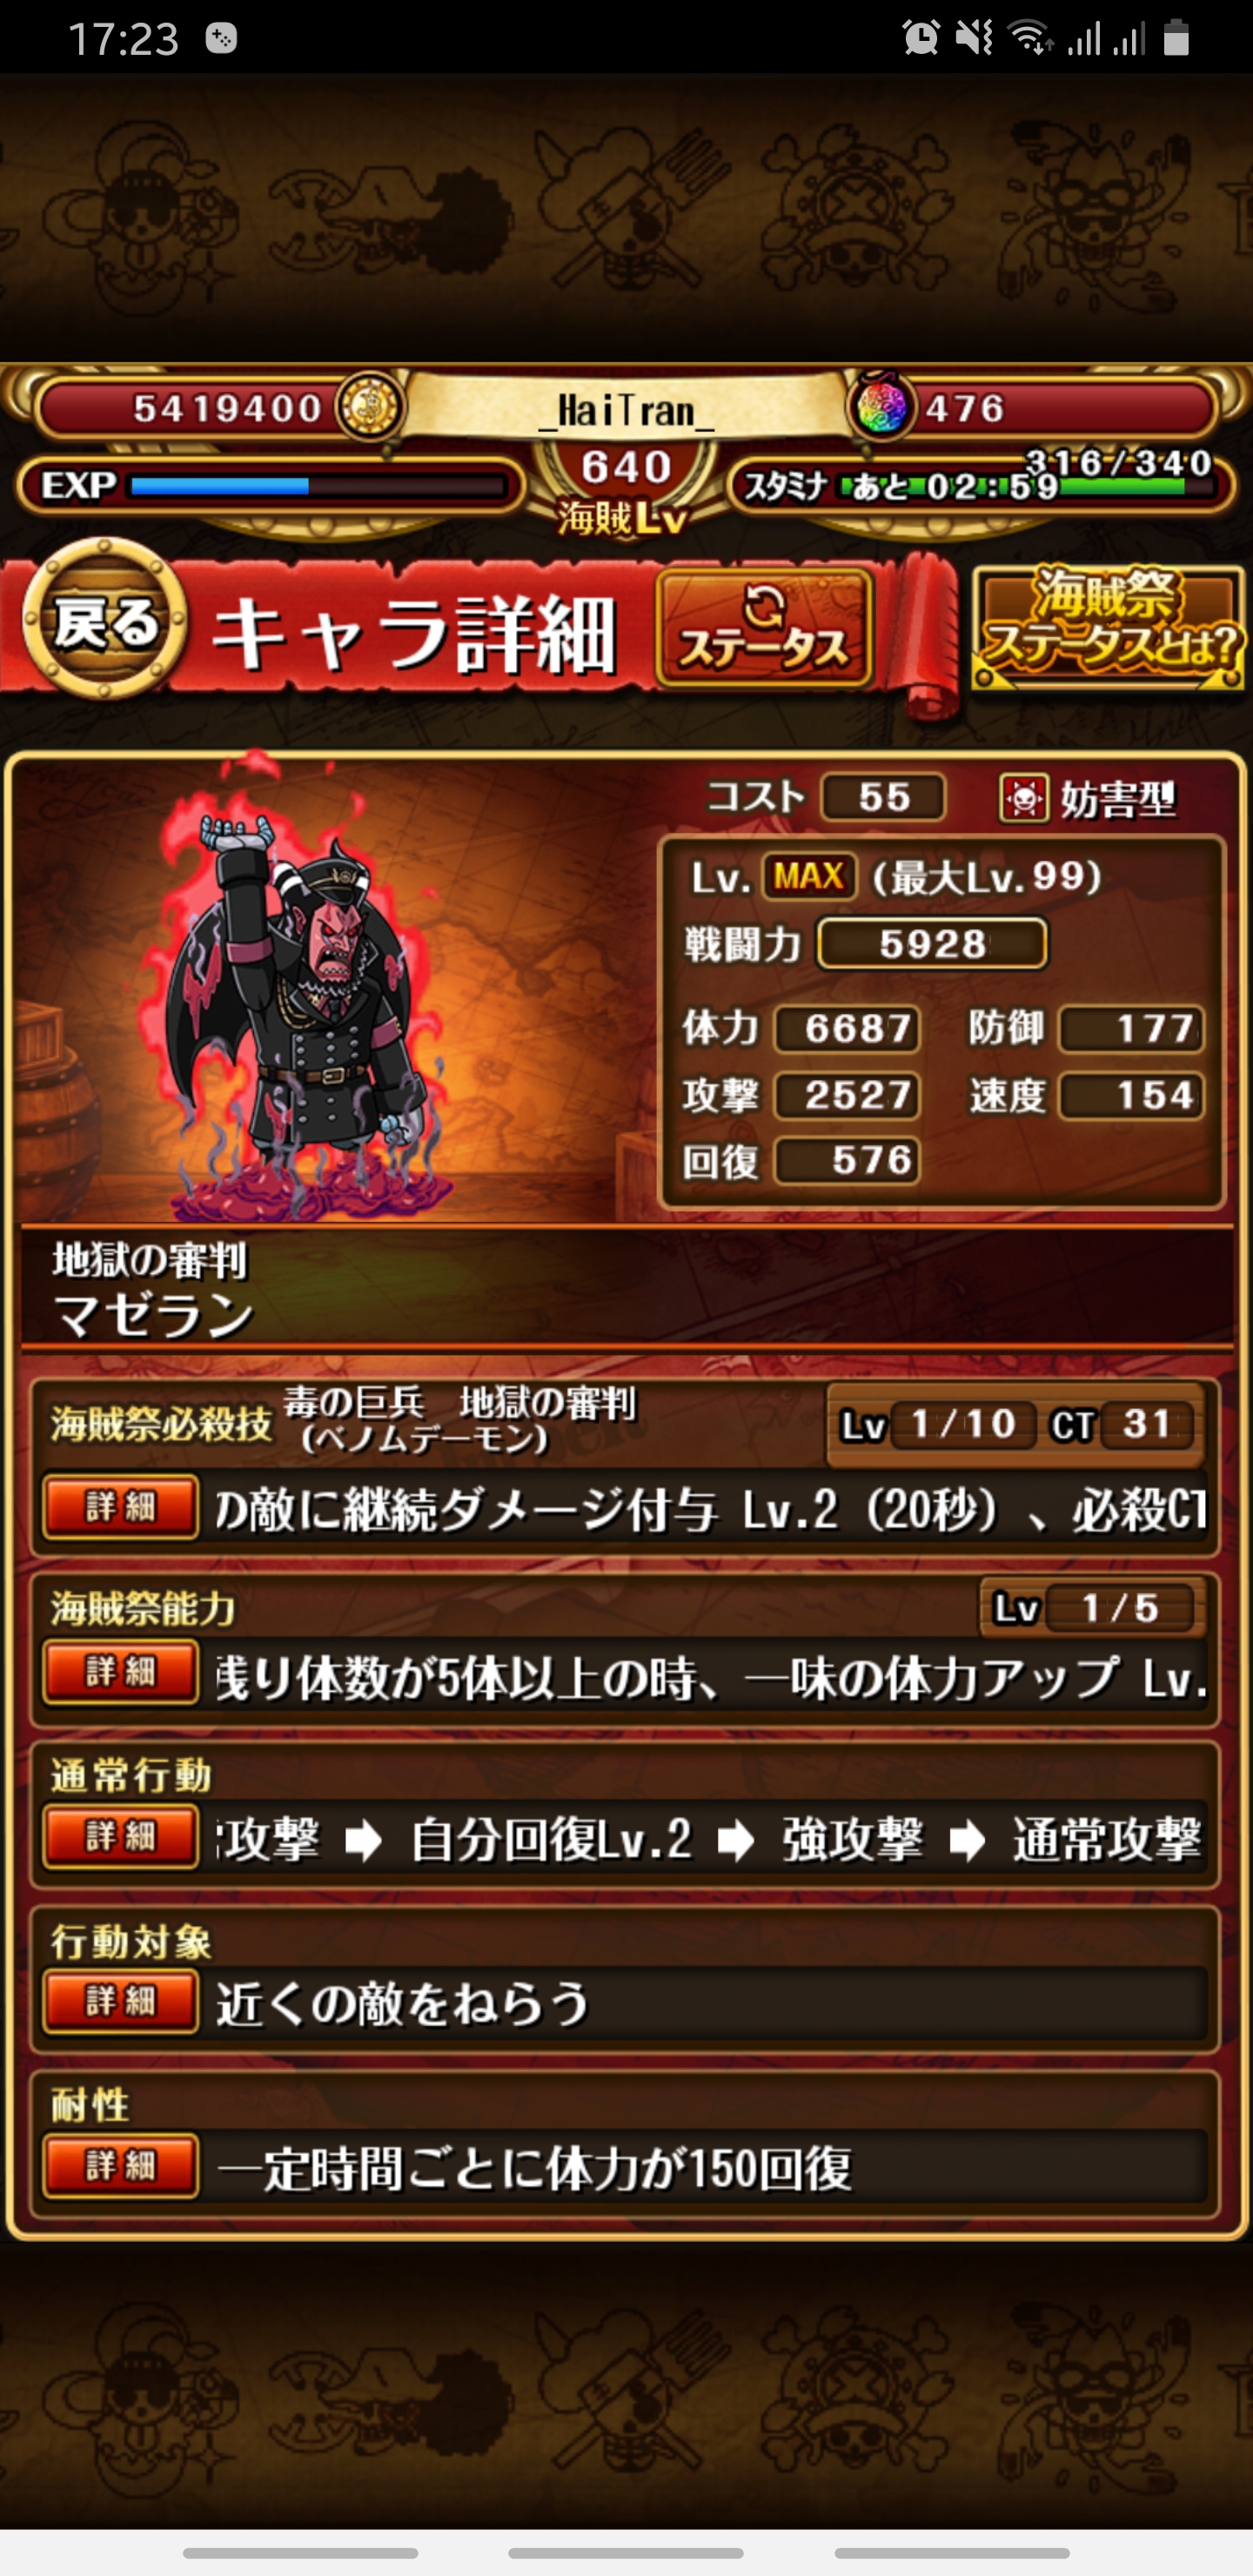 17:23
5419400 _HaiTran_ 476
EXP 640 スタミナ あと 02:59 316/340
海賊Lv
戻る キャラ詳細 ステータス 海賊祭ステータスとは?
コスト 55 妨害型
Lv. MAX (最大Lv.99)
戦闘力 5928
体力 6687 防御 177
攻撃 2527 速度 154
回復 576
地獄の審判
マゼラン
海賊祭必殺技 毒の巨兵 地獄の審判
(ベノムデーモン) Lv 1/10 CT 31
詳細 の敵に継続ダメージ付与 Lv.2 (20秒)、必殺CT
海賊祭能力 Lv 1/5
詳細 残り体数が5体以上の時、一味の体力アップ Lv.
通常行動
詳細 攻撃 ➡ 自分回復Lv.2 ➡ 強攻撃 ➡ 通常攻撃
行動対象
詳細 近くの敵をねらう
耐性
詳細 一定時間ごとに体力が150回復